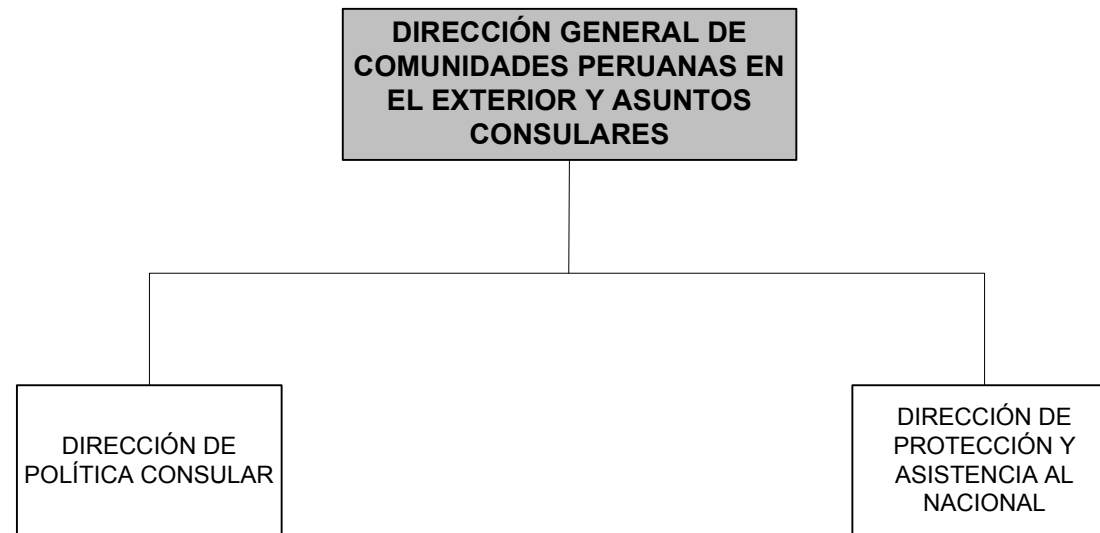 DIRECCIÓN GENERAL DE
COMUNIDADES PERUANAS EN
EL EXTERIOR Y ASUNTOS
CONSULARES
DIRECCIÓN DE
POLÍTICA CONSULAR
DIRECCIÓN DE
PROTECCIÓN Y
ASISTENCIA AL
NACIONAL